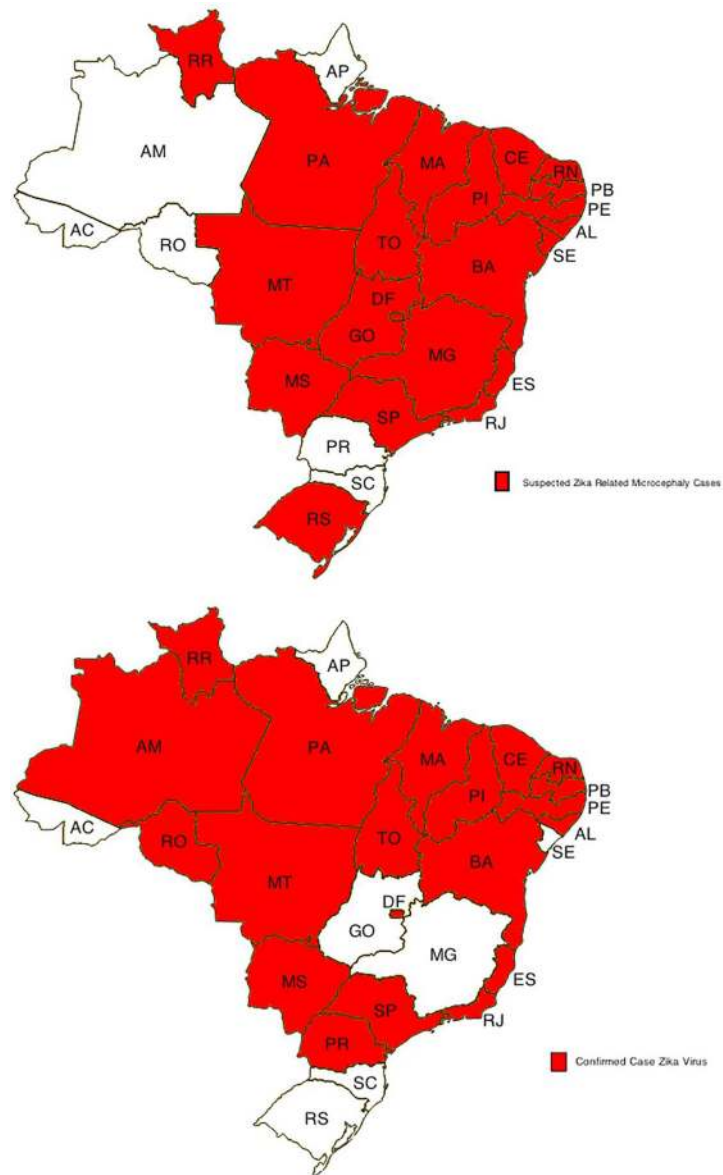 RR
AP
AM
PA
MA
CE
RN
PB
PE
AL
SE
PI
AC
RO
TO
BA
MT
DF
GO
MG
ES
MS
SP
RJ
PR
SC
RS
Suspected Zika Related Microcephaly Cases
RR
AP
AM
PA
MA
CE
RN
PB
PE
AL
SE
PI
AC
RO
TO
BA
MT
DF
GO
MG
ES
MS
SP
RJ
PR
SC
RS
Confirmed Case Zika Virus